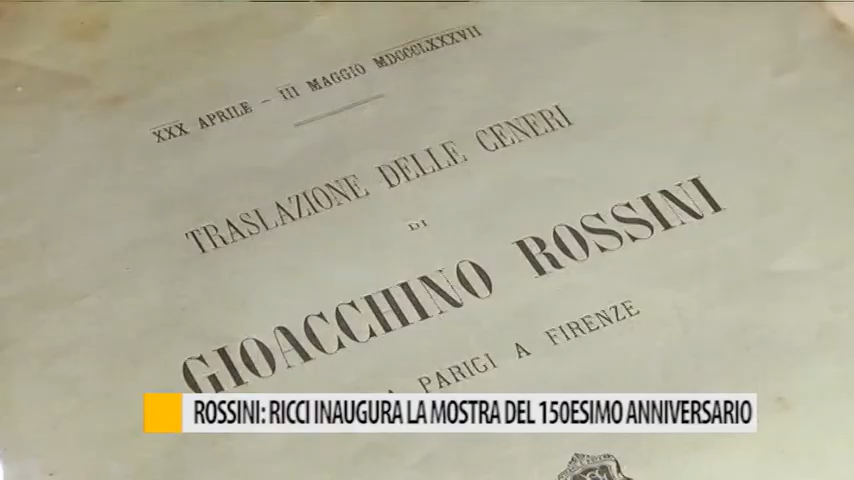 XXX APRILE – III MAGGIO MDCCCLXXXVII
TRASLAZIONE DELLE CENERI
DI
GIOACCHINO ROSSINI
PARIGI A FIRENZE
ROSSINI: RICCI INAUGURA LA MOSTRA DEL 150ESIMO ANNIVERSARIO